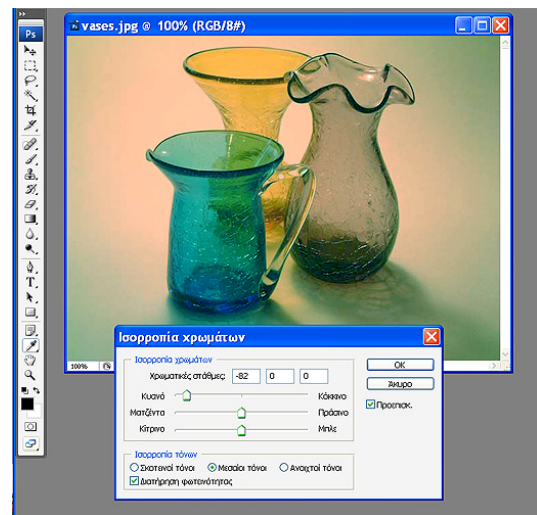 Ps
vases.jpg @ 100% (RGB/8#)
100%
Ισορροπία χρωμάτων
Ισορροπία χρωμάτων
Χρωματικές στάθμες: -82 0 0
Κυανό Κόκκινο
Ματζέντα Πράσινο
Κίτρινο Μπλε
Ισορροπία τόνων
Σκοτεινοί τόνοι Μεσαίοι τόνοι Ανοιχτοί τόνοι
Διατήρηση φωτεινότητας
OK
Άκυρο
Προεπισκ.